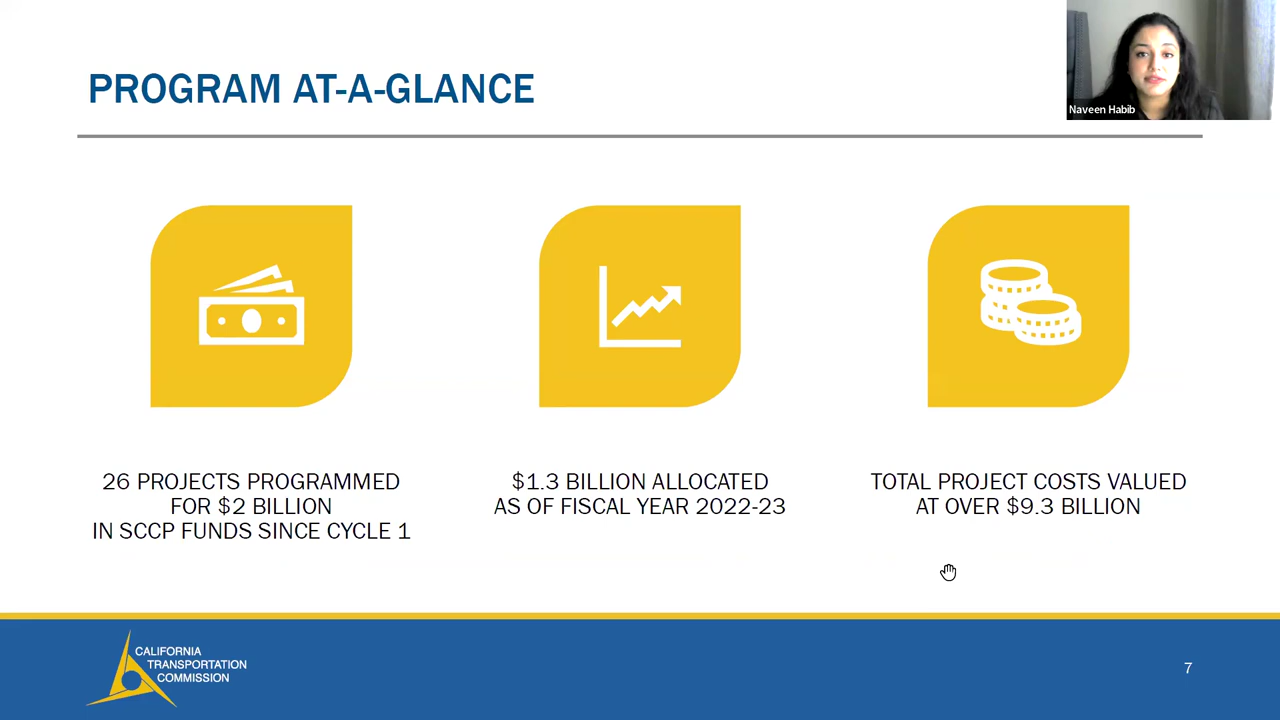 PROGRAM AT-A-GLANCE
Naveen Habib
26 PROJECTS PROGRAMMED
FOR $2 BILLION
IN SCCP FUNDS SINCE CYCLE 1
$1.3 BILLION ALLOCATED
AS OF FISCAL YEAR 2022-23
TOTAL PROJECT COSTS VALUED
AT OVER $9.3 BILLION
CALIFORNIA
TRANSPORTATION
COMMISSION
7